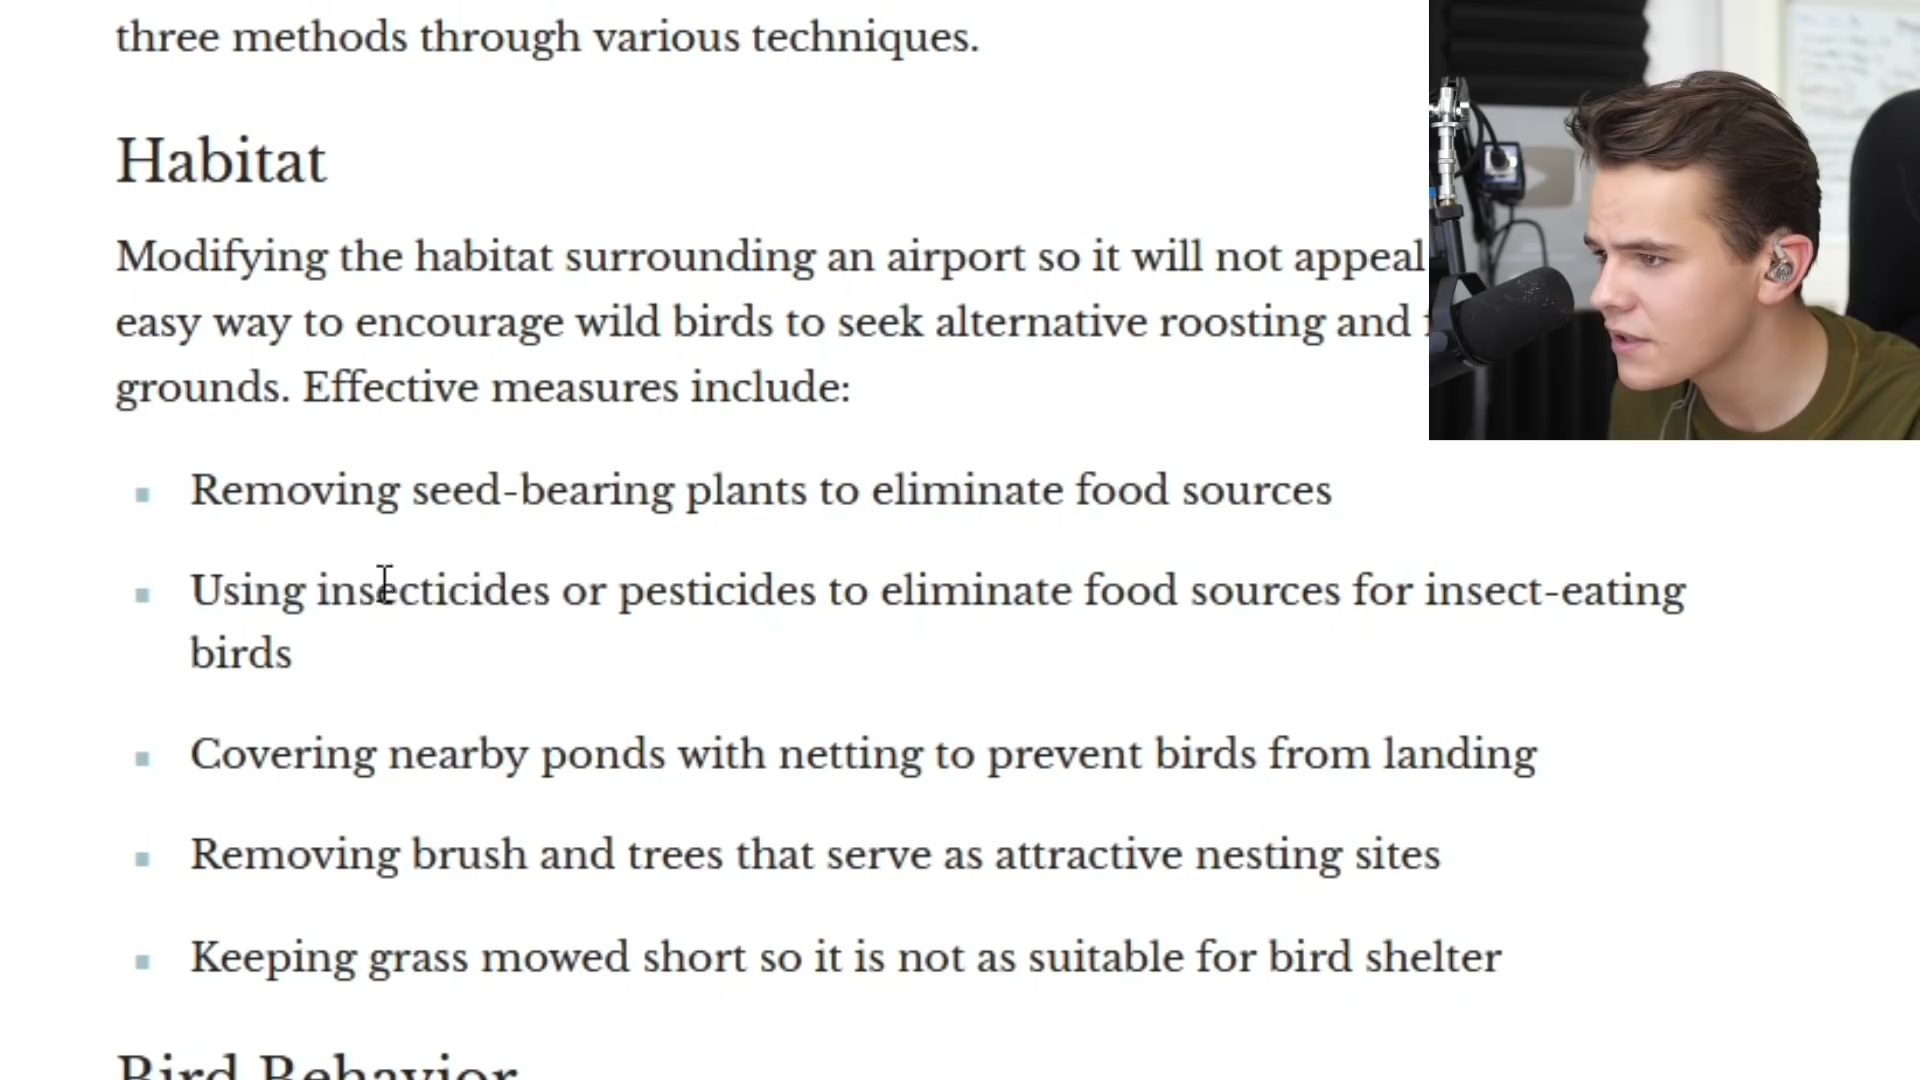 three methods through various techniques.
Habitat
Modifying the habitat surrounding an airport so it will not appeal
easy way to encourage wild birds to seek alternative roosting and
grounds. Effective measures include:
Removing seed-bearing plants to eliminate food sources
Using insecticides or pesticides to eliminate food sources for insect-eating
birds
Covering nearby ponds with netting to prevent birds from landing
Removing brush and trees that serve as attractive nesting sites
Keeping grass mowed short so it is not as suitable for bird shelter
Bird Behavior